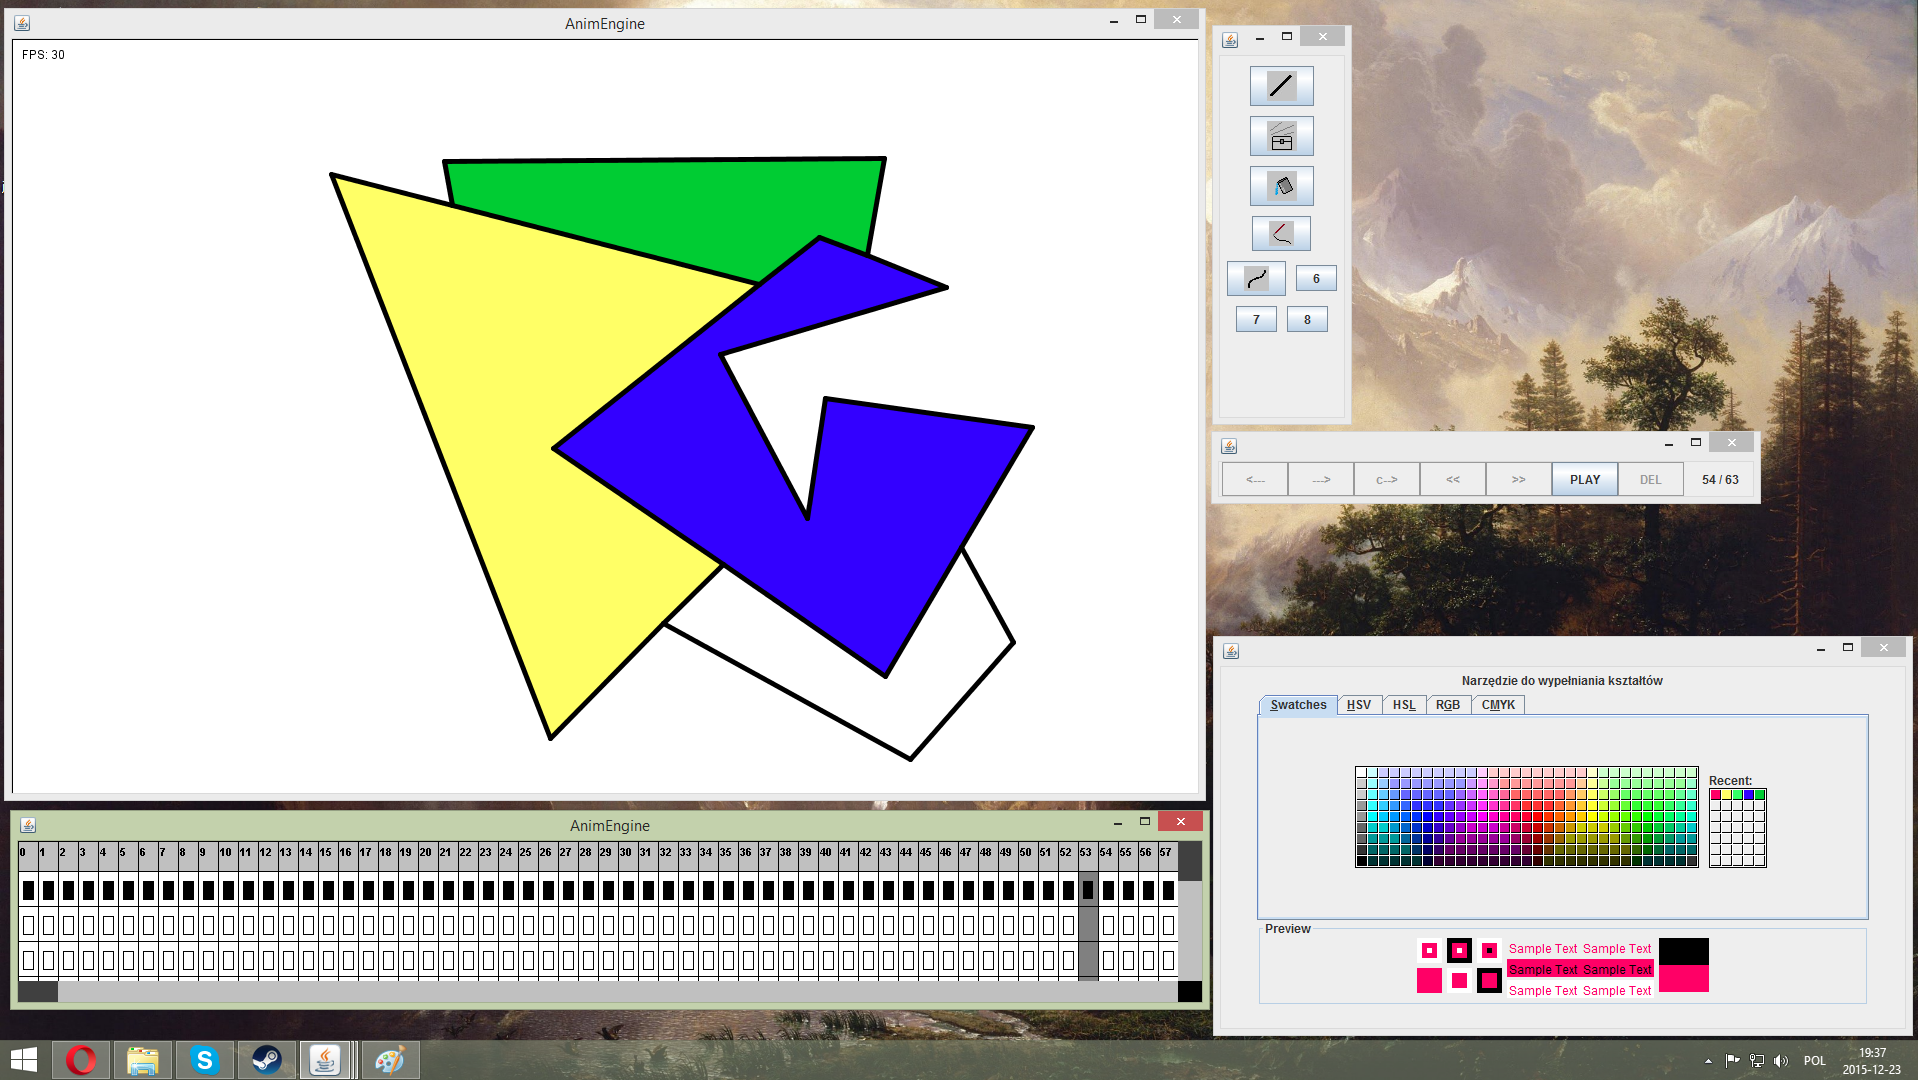 AnimEngine
FPS: 30
6
7 8
<--- ---> c--> << >> PLAY DEL 54 / 63
Narzędzie do wypełniania kształtów
Swatches HSV HSL RGB CMYK
Recent:
Preview
Sample Text Sample Text
Sample Text Sample Text
Sample Text Sample Text
AnimEngine
0 1 2 3 4 5 6 7 8 9 10 11 12 13 14 15 16 17 18 19 20 21 22 23 24 25 26 27 28 29 30 31 32 33 34 35 36 37 38 39 40 41 42 43 44 45 46 47 48 49 50 51 52 53 54 55 56 57
POL
19:37
2015-12-23